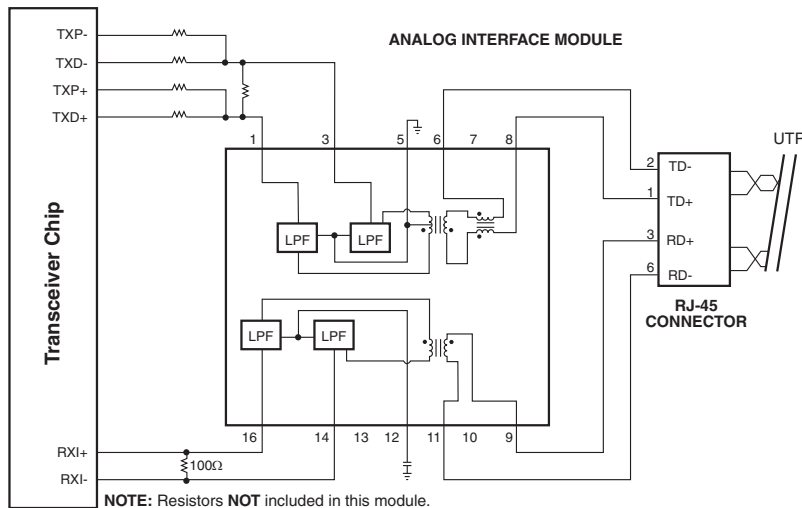 TXP-
TXD-
TXP+
TXD+
Transceiver Chip
RXI+
RXI-
100Ω
ANALOG INTERFACE MODULE
1 3 5 6 7 8
LPF LPF
LPF LPF
16 14 13 12 11 10 9
2 TD-
1 TD+
3 RD+
6 RD-
RJ-45
CONNECTOR
UTP
NOTE: Resistors NOT included in this module.